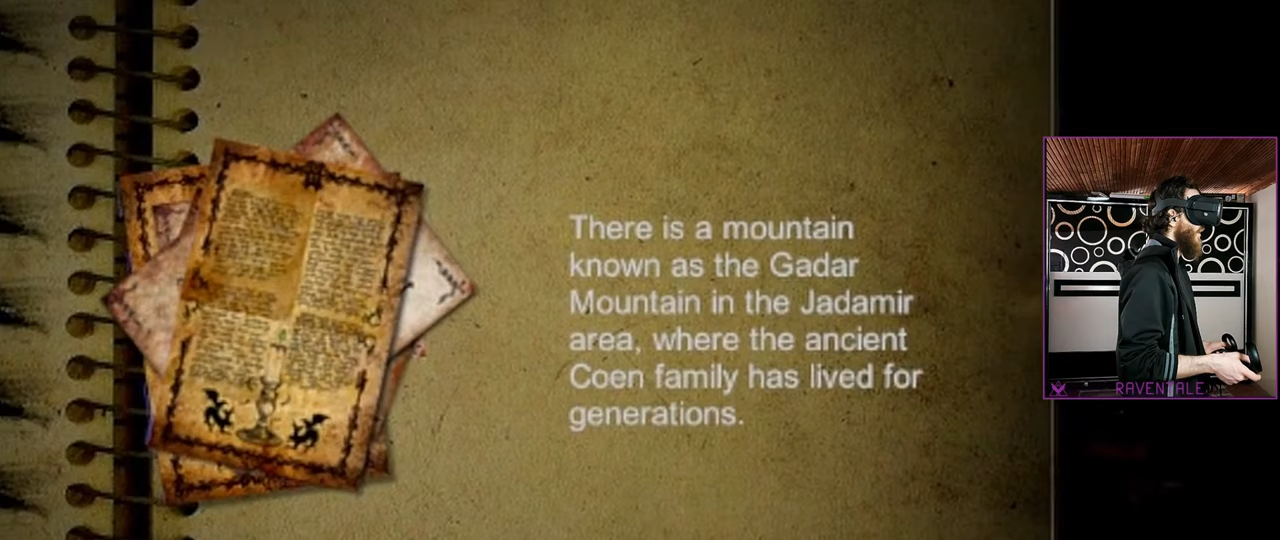 There is a mountain
known as the Gadar
Mountain in the Jadamir
area, where the ancient
Coen family has lived for
generations.
RAVENTALE